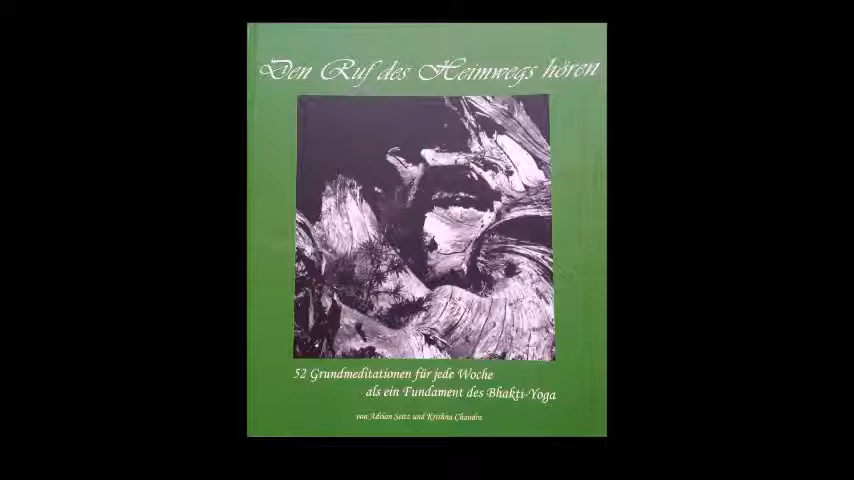 Den Ruf des Heimwegs hören
52 Grundmeditationen für jede Woche
als ein Fundament des Bhakti-Yoga
von Adrian Seitz und Krishna Chandra